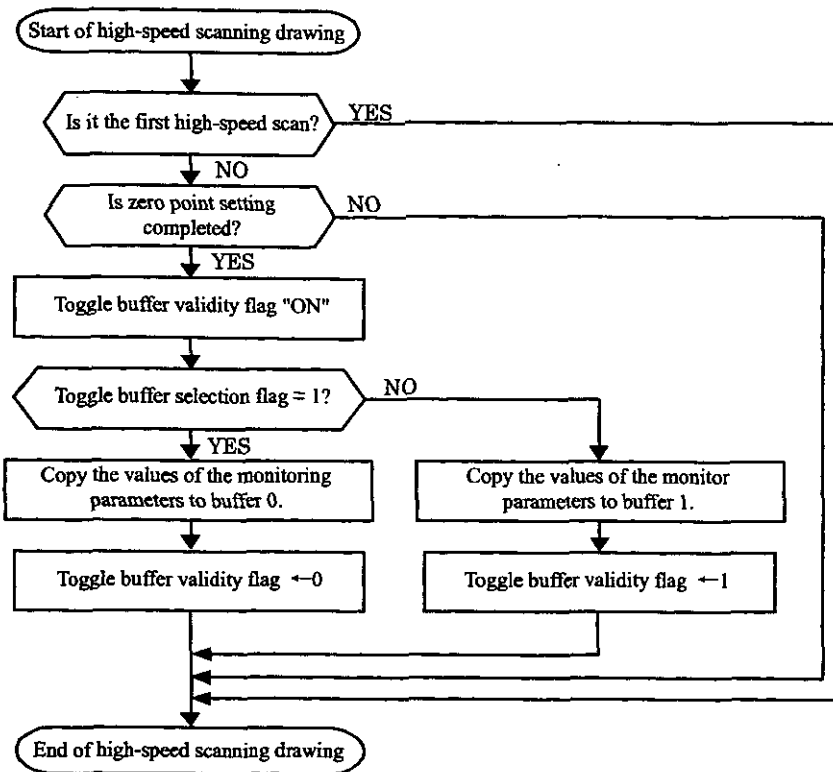 Start of high-speed scanning drawing
Is it the first high-speed scan?
YES
NO
Is zero point setting
completed?
NO
YES
Toggle buffer validity flag "ON"
Toggle buffer selection flag = 1?
NO
YES
Copy the values of the monitoring
parameters to buffer 0.
Copy the values of the monitor
parameters to buffer 1.
Toggle buffer validity flag ←0
Toggle buffer validity flag ←1
End of high-speed scanning drawing